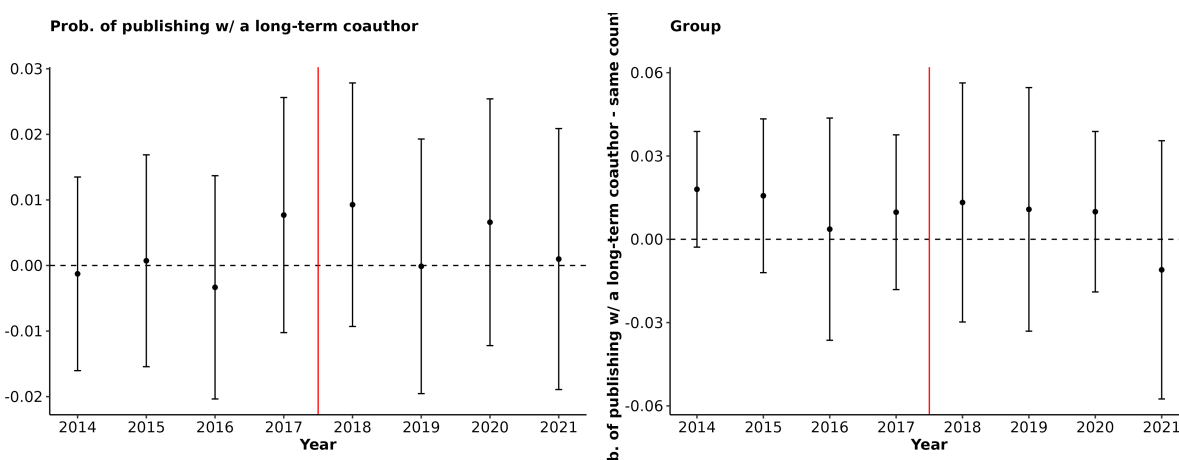 Prob. of publishing w/ a long-term coauthor
0.03
0.02
0.01
0.00
-0.01
-0.02
2014 2015 2016 2017 2018 2019 2020 2021
Year
Group
of publishing w/ a long-term coauthor - same
0.06
0.03
0.00
-0.03
-0.06
2014 2015 2016 2017 2018 2019 2020 2021
Year